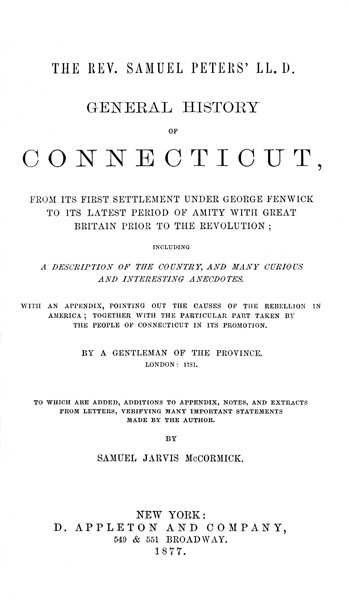 THE REV. SAMUEL PETERS' LL. D.
GENERAL HISTORY
OF
CONNECTICUT,
FROM ITS FIRST SETTLEMENT UNDER GEORGE FENWICK
TO ITS LATEST PERIOD OF AMITY WITH GREAT
BRITAIN PRIOR TO THE REVOLUTION;
INCLUDING
A DESCRIPTION OF THE COUNTRY, AND MANY CURIOUS
AND INTERESTING ANECDOTES.
WITH AN APPENDIX, POINTING OUT THE CAUSES OF THE REBELLION IN
AMERICA; TOGETHER WITH THE PARTICULAR PART TAKEN BY
THE PEOPLE OF CONNECTICUT IN ITS PROMOTION.
BY A GENTLEMAN OF THE PROVINCE.
LONDON: 1781.
TO WHICH ARE ADDED, ADDITIONS TO APPENDIX, NOTES, AND EXTRACTS
FROM LETTERS, VERIFYING MANY IMPORTANT STATEMENTS
MADE BY THE AUTHOR.
BY
SAMUEL JARVIS McCORMICK.
NEW YORK:
D. APPLETON AND COMPANY,
549 & 551 BROADWAY.
1877.